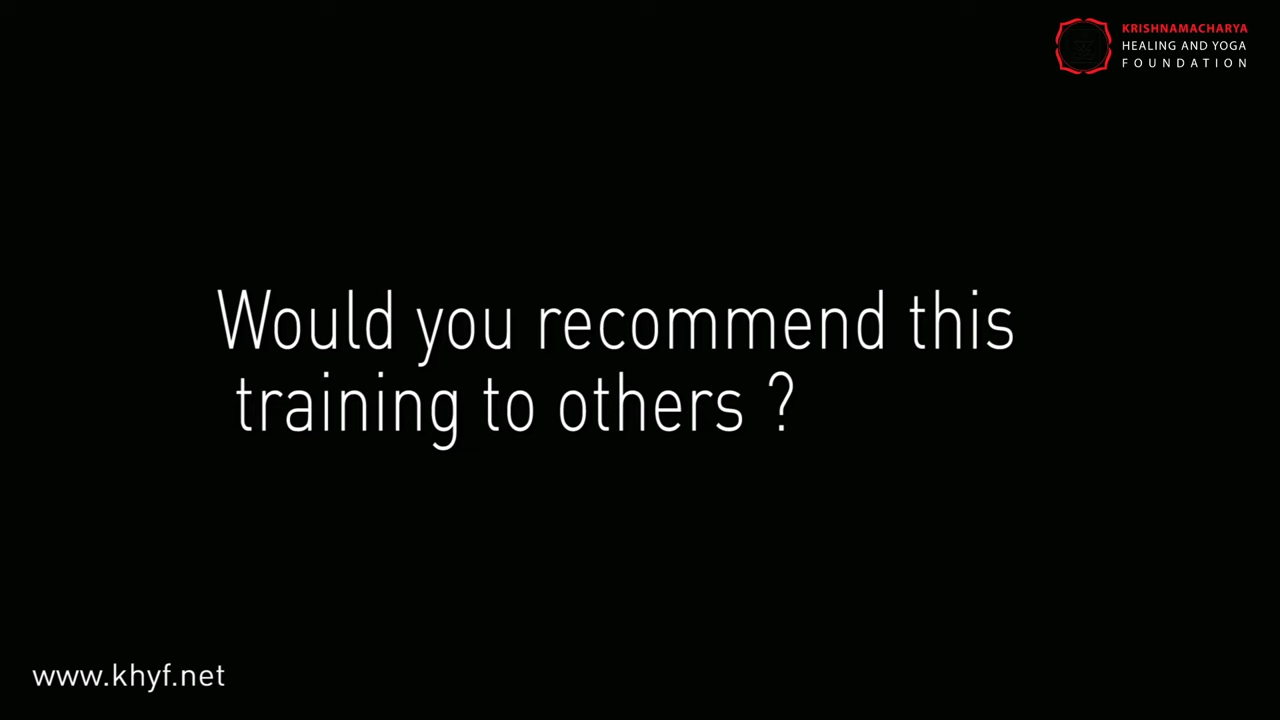 KRISHNAMACHARYA
HEALING AND YOGA
FOUNDATION
Would you recommend this
training to others ?
www.khyf.net